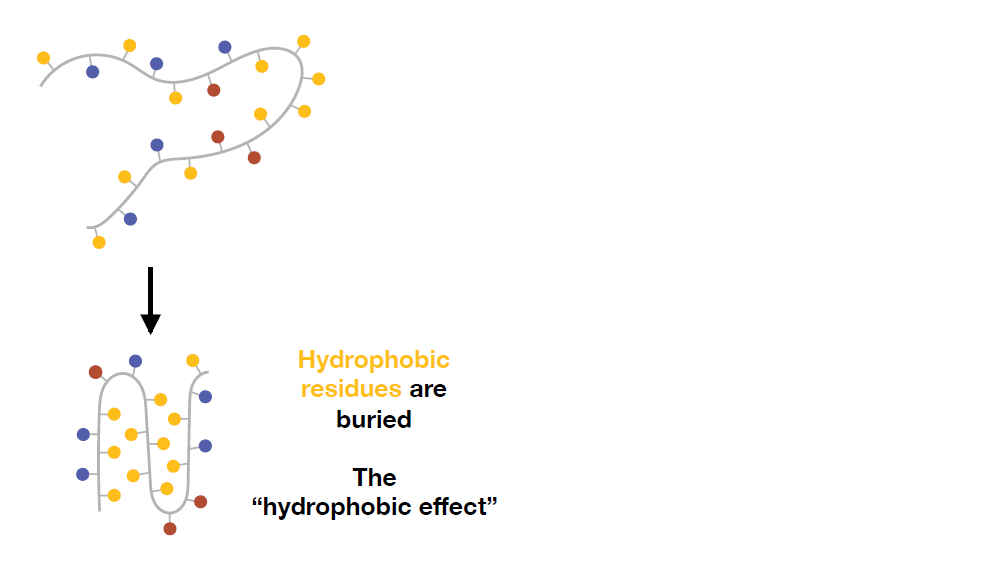 Hydrophobic
residues are
buried
The
“hydrophobic effect”